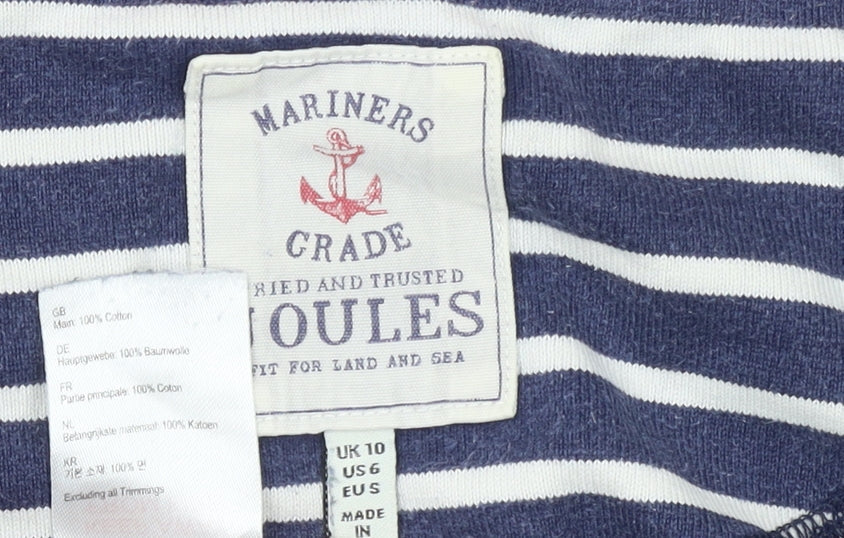 MARINERS
GRADE
RIED AND TRUSTED
JOULES
FIT FOR LAND AND SEA
GB
Main: 100% Cotton
DE
Hauptgewebe: 100% Baumwolle
FR
Partie principale: 100% Coton
NL
Belangrijkste materiaal: 100% Katoen
KR
기본 소재: 100% 면
Excluding all Trimmings
UK 10
US 6
EU S
MADE
IN